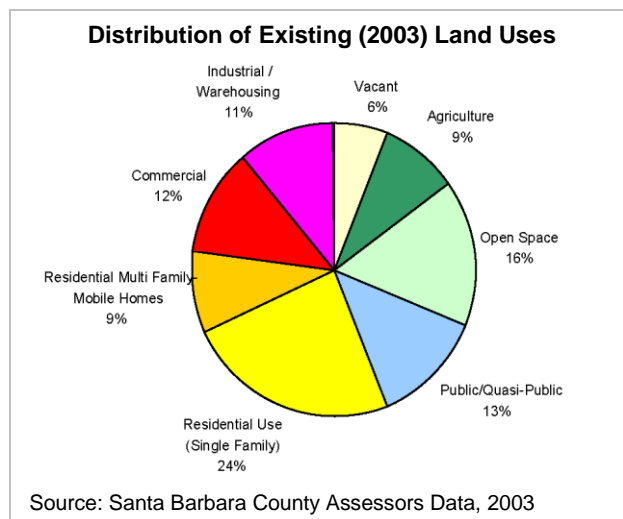 Distribution of Existing (2003) Land Uses
Industrial /
Warehousing
11%
Vacant
6%
Agriculture
9%
Commercial
12%
Open Space
16%
Residential Multi Family-
Mobile Homes
9%
Public/Quasi-Public
13%
Residential Use
(Single Family)
24%
Source: Santa Barbara County Assessors Data, 2003